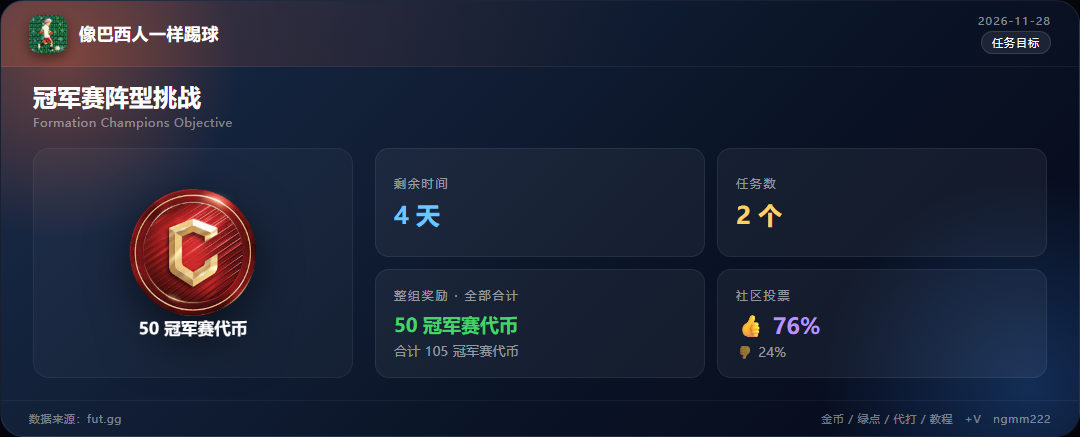 像巴西人一样踢球
2026-11-28
任务目标
冠军赛阵型挑战
Formation Champions Objective
C
50 冠军赛代币
剩余时间
4 天
任务数
2 个
整组奖励 · 全部合计
50 冠军赛代币
合计 105 冠军赛代币
社区投票
👍 76%
👎 24%
数据来源：fut.gg
金币 / 绿点 / 代打 / 教程 +V ngmm222